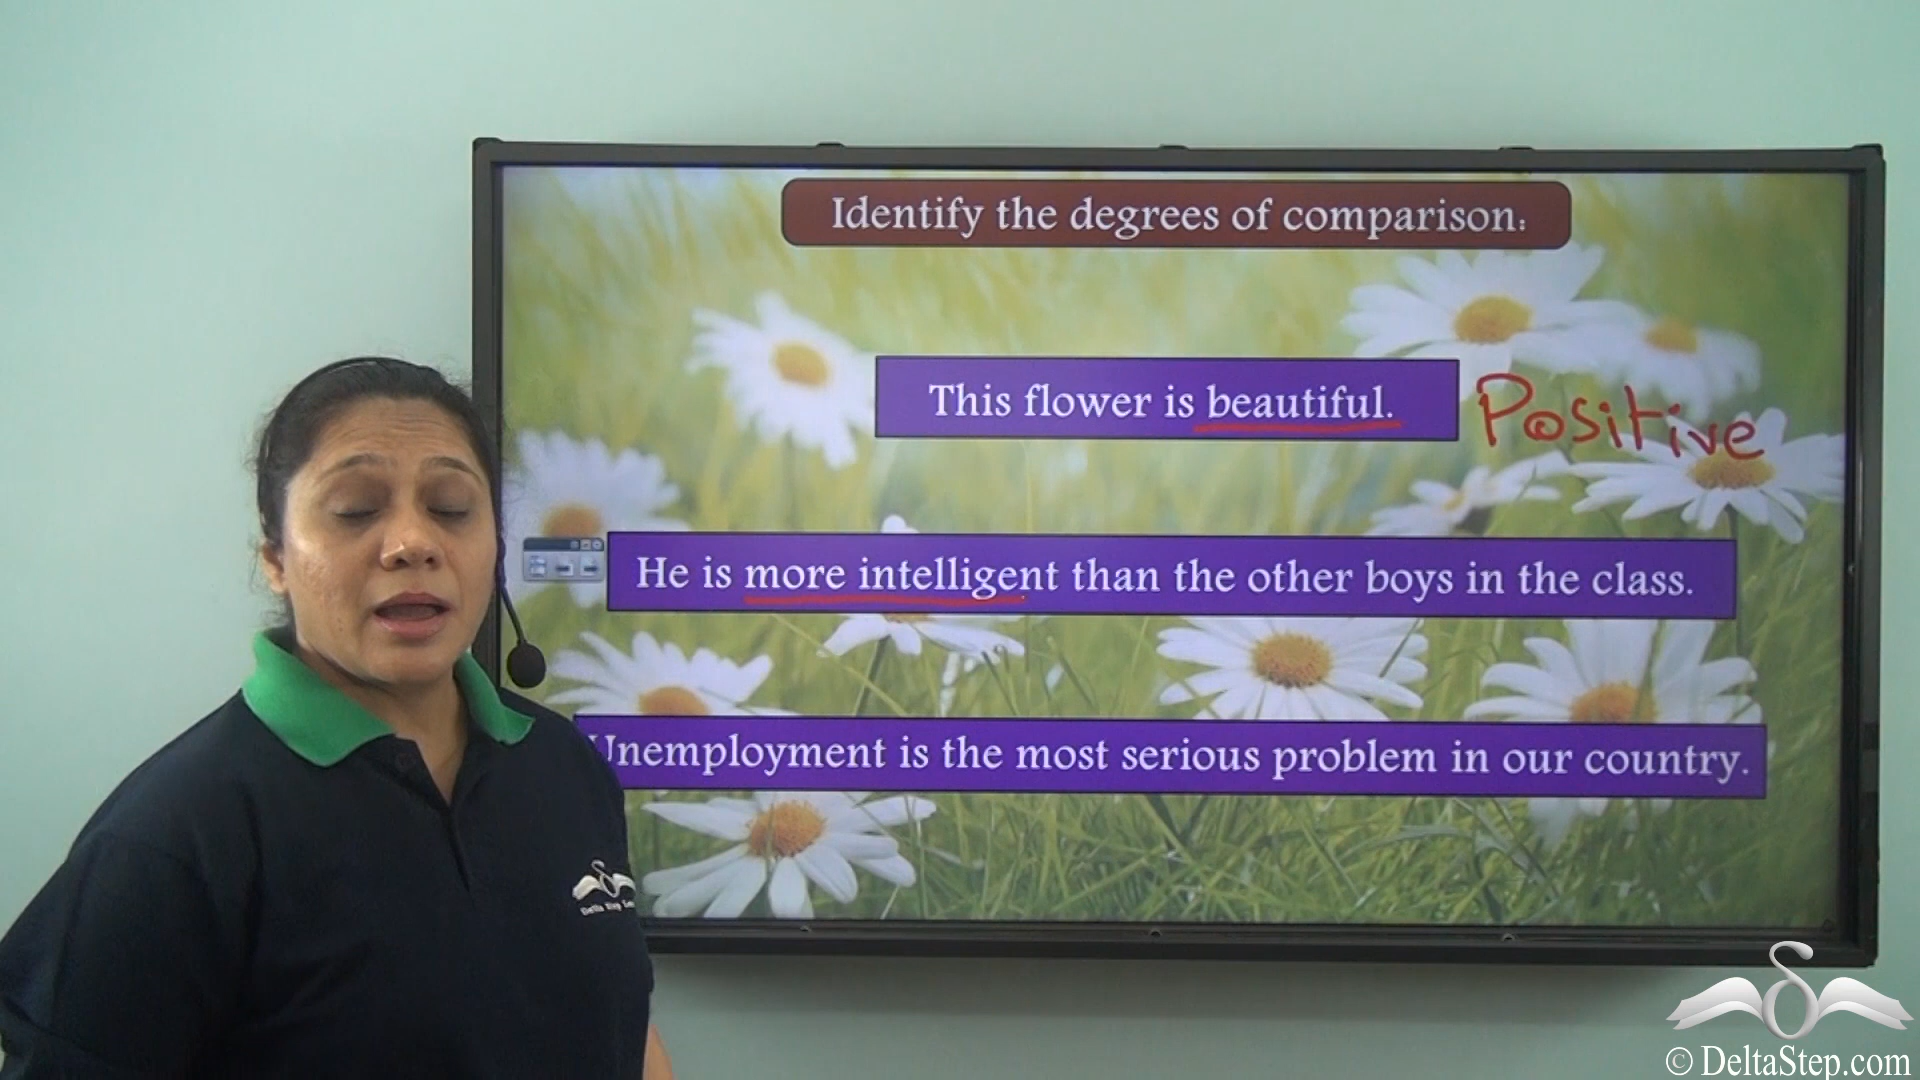 Identify the degrees of comparison:
This flower is beautiful. Positive
He is more intelligent than the other boys in the class.
Unemployment is the most serious problem in our country.
© DeltaStep.com